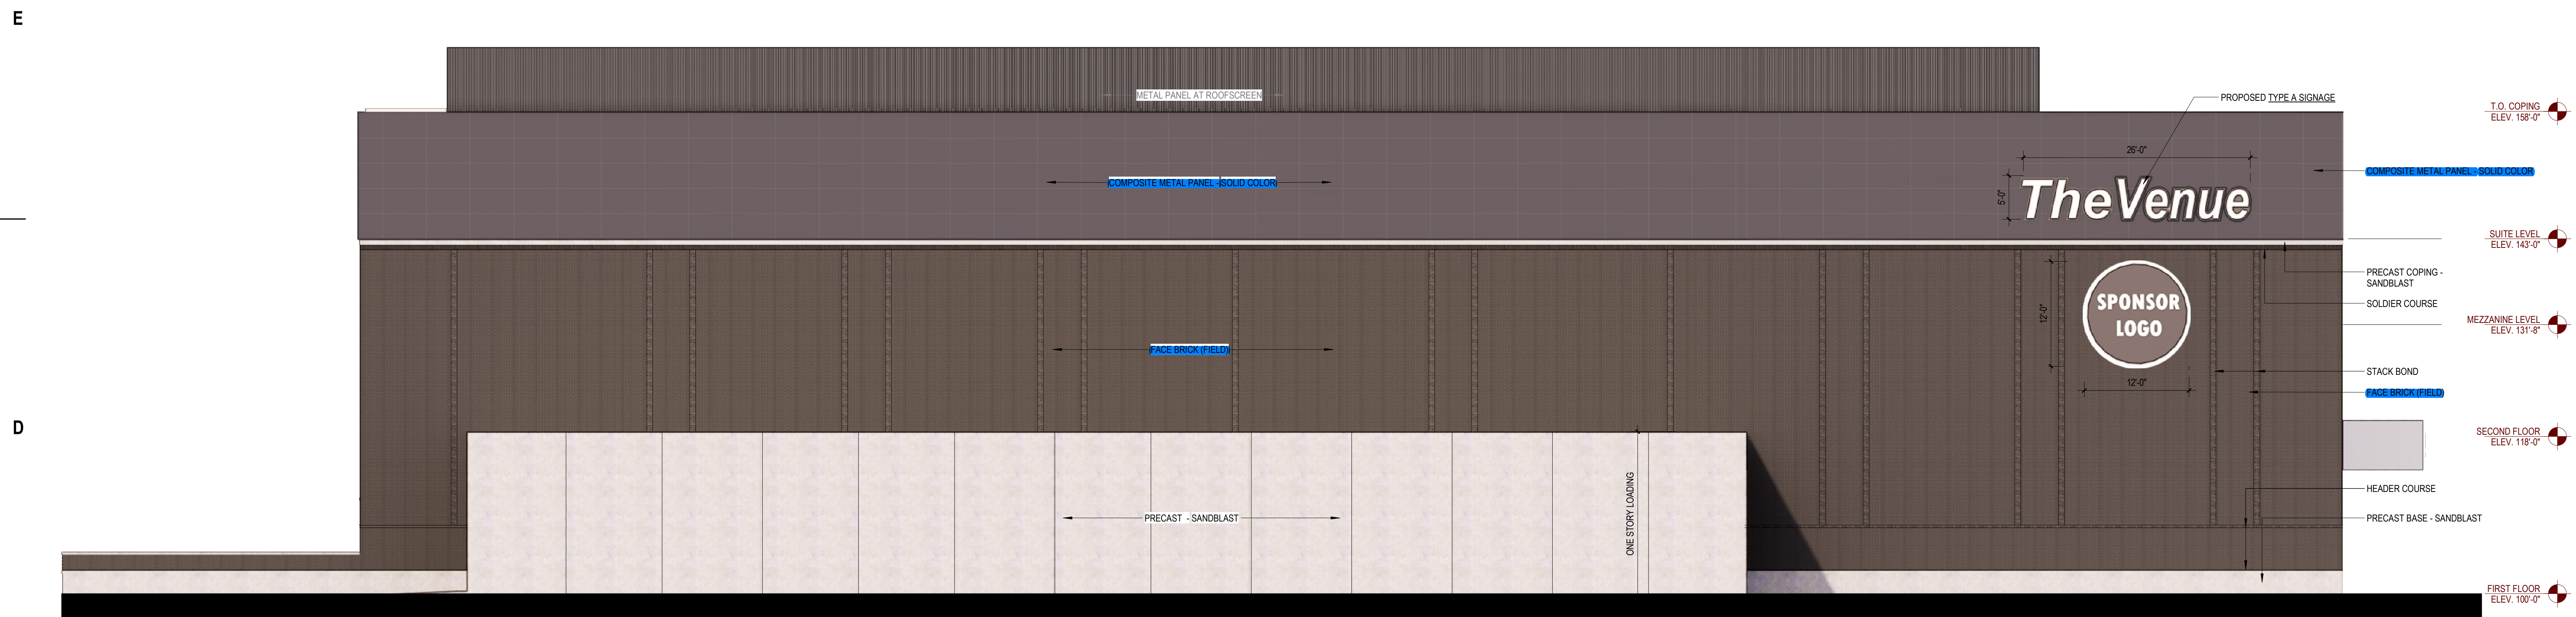 E
METAL PANEL AT ROOFSCREEN
PROPOSED TYPE A SIGNAGE
T.O. COPING
ELEV. 158'-0"
26'-0"
COMPOSITE METAL PANEL - SOLID COLOR
COMPOSITE METAL PANEL - SOLID COLOR
5'-0"
TheVenue
SUITE LEVEL
ELEV. 143'-0"
PRECAST COPING -
SANDBLAST
SOLDIER COURSE
SPONSOR
LOGO
12'-0"
MEZZANINE LEVEL
ELEV. 131'-8"
FACE BRICK (FIELD)
STACK BOND
12'-0"
FACE BRICK (FIELD)
D
SECOND FLOOR
ELEV. 118'-0"
ONE STORY LOADING
HEADER COURSE
PRECAST - SANDBLAST
PRECAST BASE - SANDBLAST
FIRST FLOOR
ELEV. 100'-0"